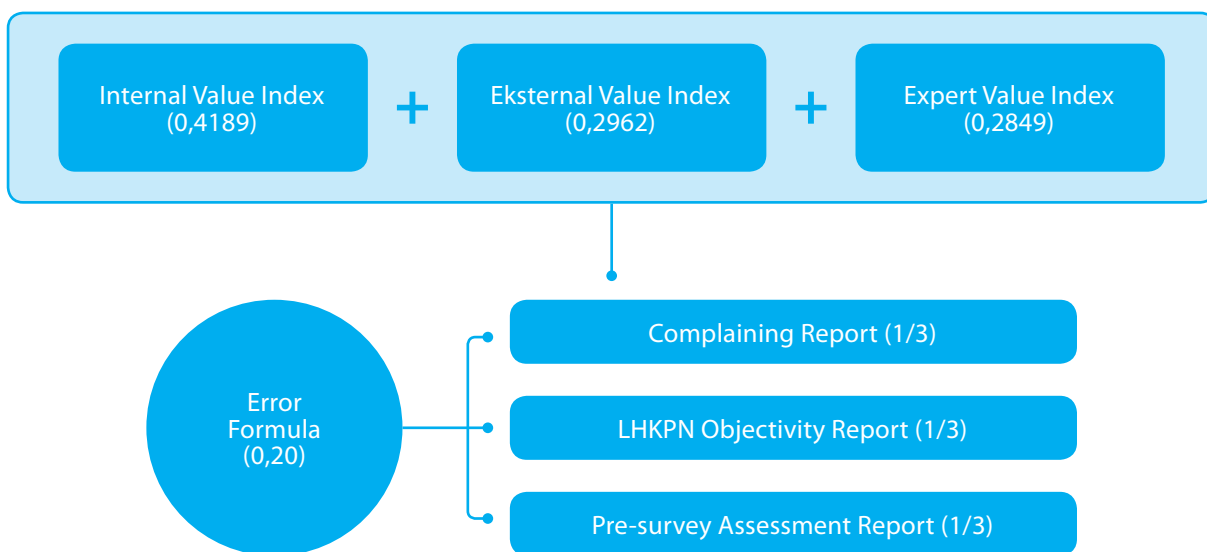 Internal Value Index
(0,4189)
+
Eksternal Value Index
(0,2962)
+
Expert Value Index
(0,2849)
Error
Formula
(0,20)
Complaining Report (1/3)
LHKPN Objectivity Report (1/3)
Pre-survey Assessment Report (1/3)